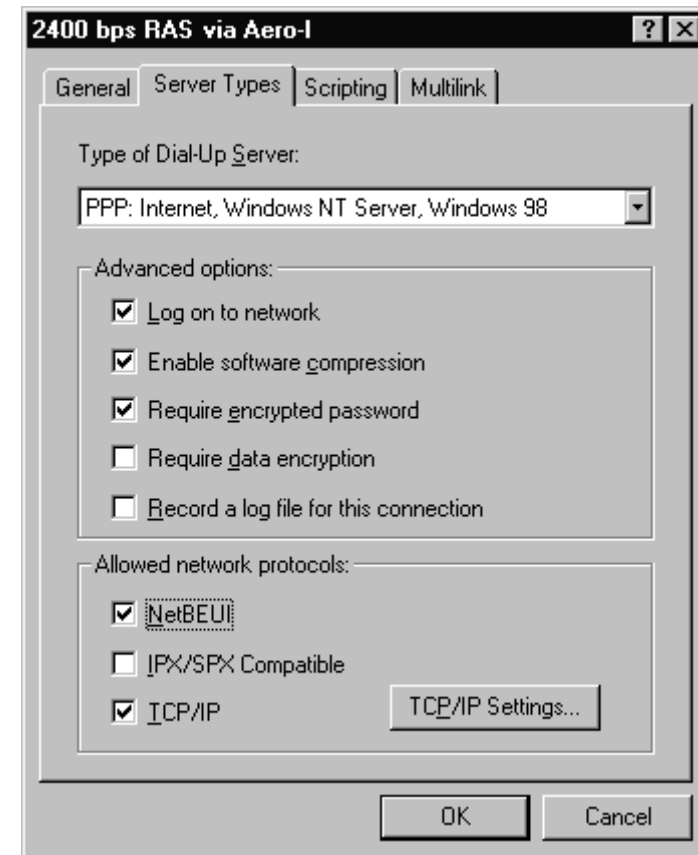 2400 bps RAS via Aero-I
General Server Types Scripting Multilink
Type of Dial-Up Server:
PPP: Internet, Windows NT Server, Windows 98
Advanced options:
Log on to network
Enable software compression
Require encrypted password
Require data encryption
Record a log file for this connection
Allowed network protocols:
NetBEUI
IPX/SPX Compatible
TCP/IP TCP/IP Settings...
OK Cancel